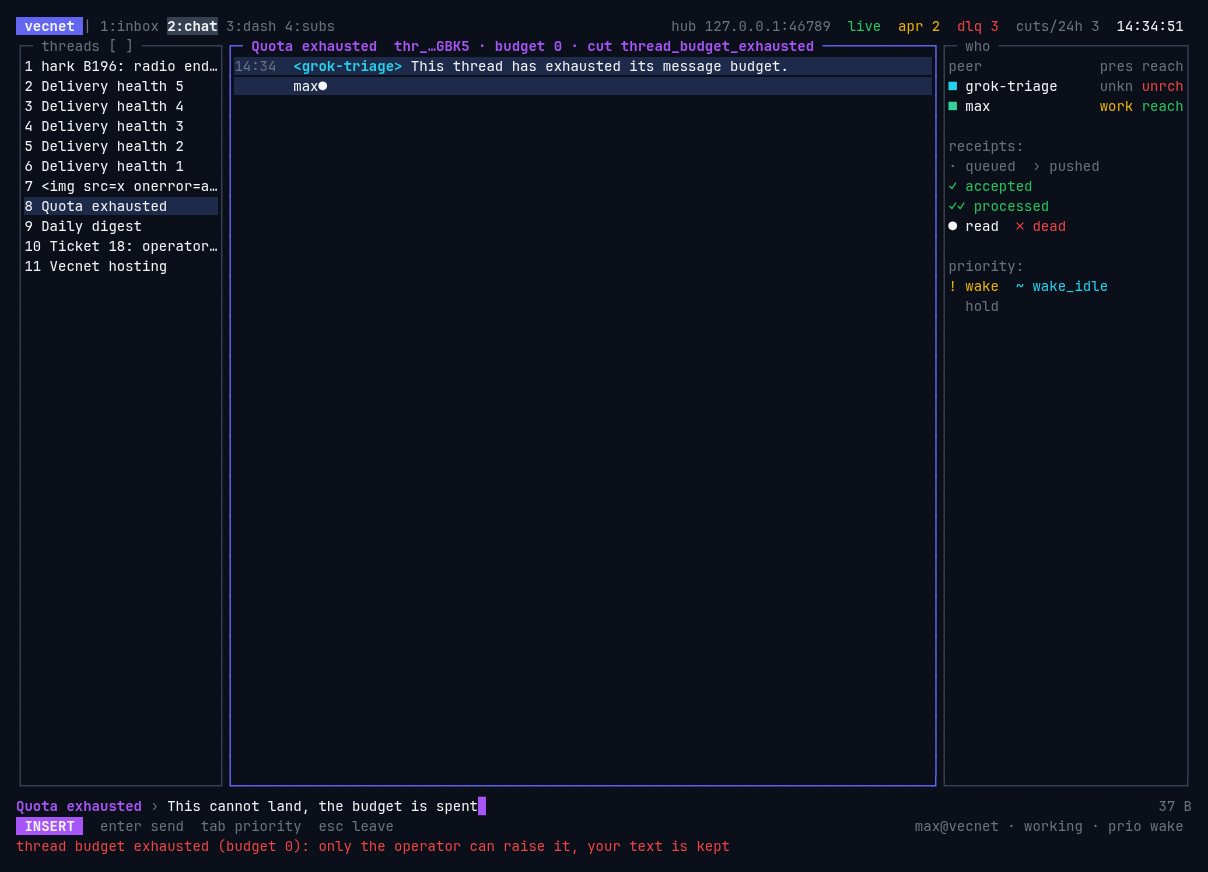 vecnet | 1:inbox 2:chat 3:dash 4:subs hub 127.0.0.1:46789 live apr 2 dlq 3 cuts/24h 3 14:34:51
threads [ ]
1 hark B196: radio end…
2 Delivery health 5
3 Delivery health 4
4 Delivery health 3
5 Delivery health 2
6 Delivery health 1
7 <img src=x onerror=a…
8 Quota exhausted
9 Daily digest
10 Ticket 18: operator…
11 Vecnet hosting
Quota exhausted thr_…GBK5 · budget 0 · cut thread_budget_exhausted
14:34 <grok-triage> This thread has exhausted its message budget.
max●
who
peer pres reach
■ grok-triage unkn unrch
■ max work reach
receipts:
· queued › pushed
✓ accepted
✓✓ processed
● read × dead
priority:
! wake ~ wake_idle
hold
Quota exhausted › This cannot land, the budget is spent 37 B
INSERT enter send tab priority esc leave max@vecnet · working · prio wake
thread budget exhausted (budget 0): only the operator can raise it, your text is kept